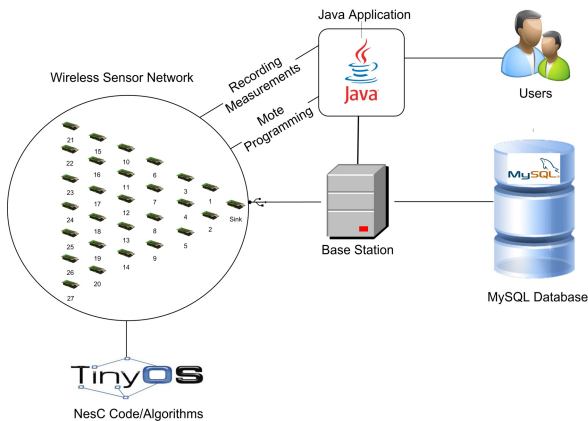 Java Application
Wireless Sensor Network
Recording
Measurements
Mote
Programming
Java
Users
MySQL
21
22
23
24
25
26
27
15
16
17
18
19
20
10
11
12
13
14
6
7
8
9
3
4
5
1
2
Sink
Base Station
MySQL Database
TinyOS
NesC Code/Algorithms